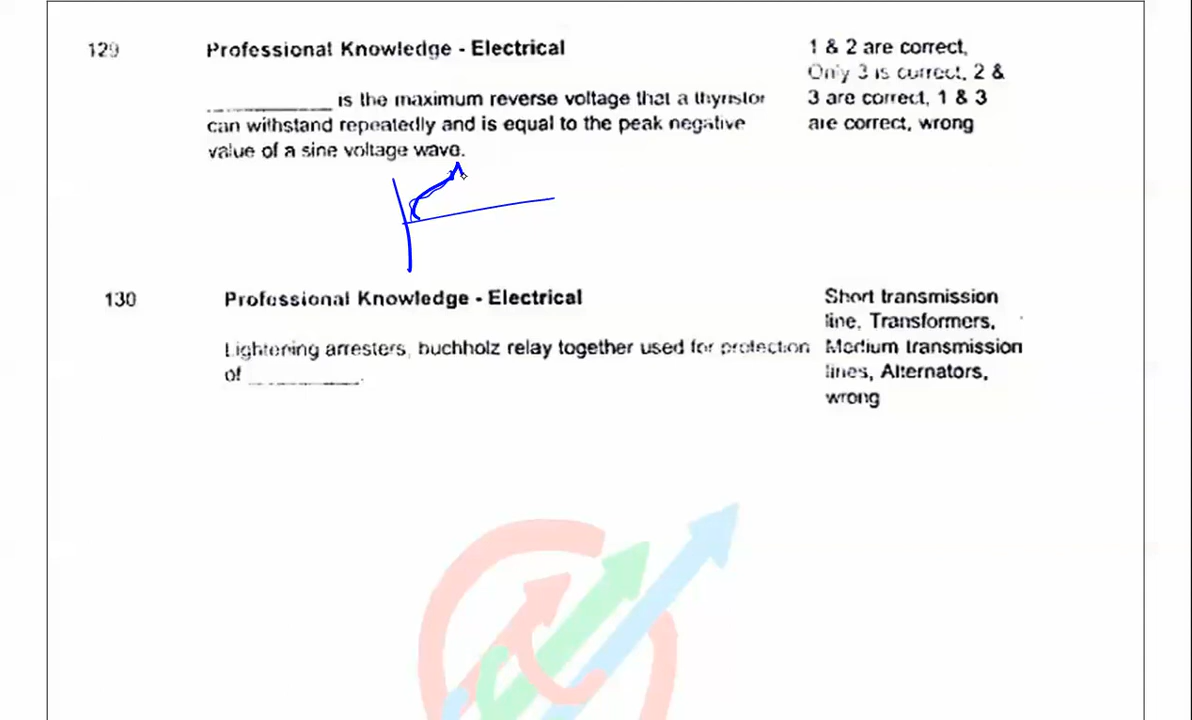 129
Professional Knowledge - Electrical
____________ is the maximum reverse voltage that a thyristor
can withstand repeatedly and is equal to the peak negative
value of a sine voltage wave.
1 & 2 are correct,
Only 3 is correct, 2 &
3 are correct, 1 & 3
are correct, wrong
130
Professional Knowledge - Electrical
Lightening arresters, buchholz relay together used for protection
of ___________.
Short transmission
line, Transformers,
Medium transmission
lines, Alternators,
wrong